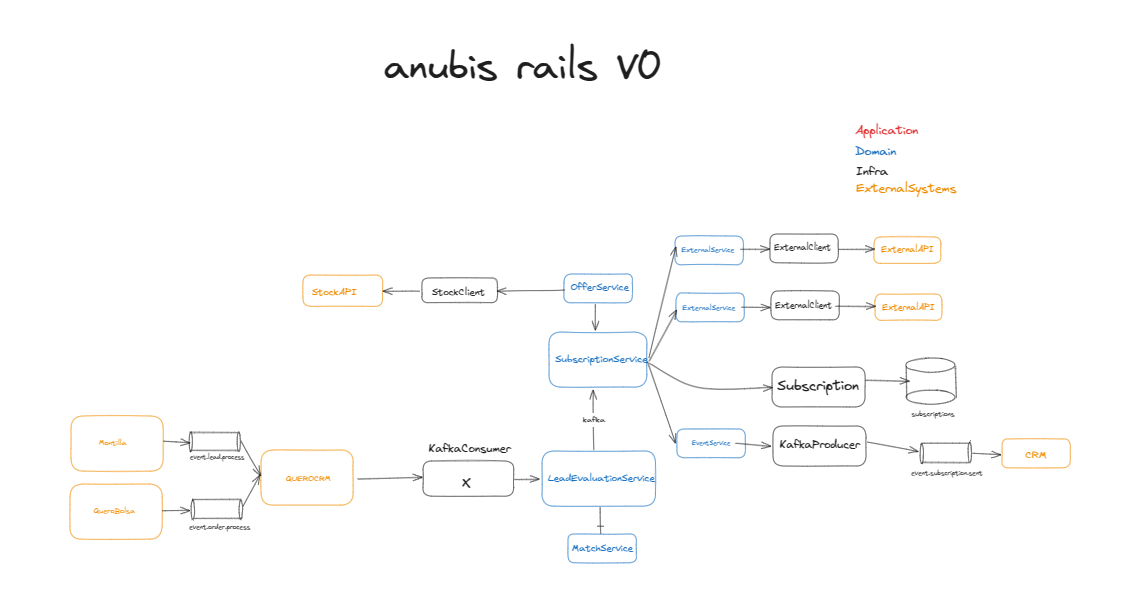 anubis rails V0
Application
Domain
Infra
ExternalSystems
ExternalService
ExternalClient
ExternalAPI
StockAPI
StockClient
OfferService
ExternalService
ExternalClient
ExternalAPI
SubscriptionService
Subscription
subscriptions
kafka
Montilla
event.lead.process
KafkaConsumer
X
QUEROCRM
LeadEvaluationService
EventService
KafkaProducer
event.subscription.sent
CRM
QueroBolsa
event.order.process
MatchService